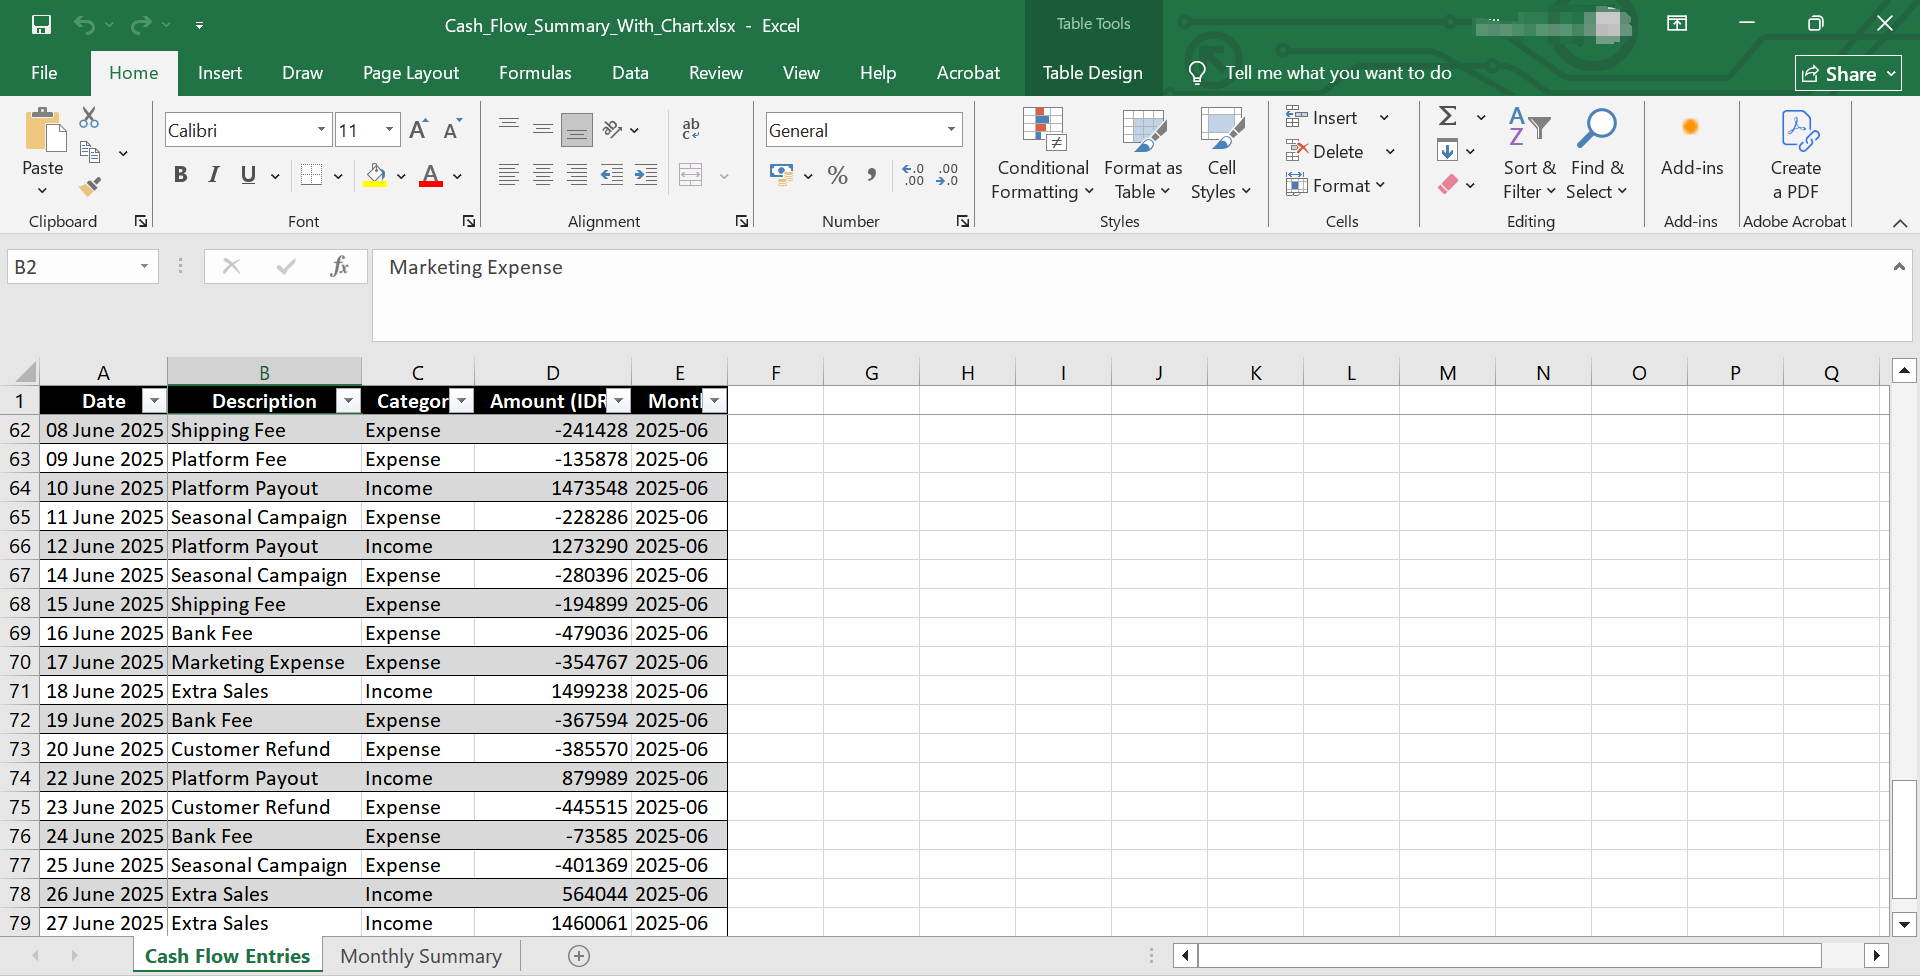 Cash_Flow_Summary_With_Chart.xlsx - Excel
Table Tools
File Home Insert Draw Page Layout Formulas Data Review View Help Acrobat Table Design Tell me what you want to do Share
Calibri 11 General
Paste
B I U A % , .00
Conditional Formatting
Format as Table
Cell Styles
Insert
Delete
Format
Sort & Filter
Find & Select
Add-ins
Create a PDF
Clipboard Font Alignment Number Styles Cells Editing Add-ins Adobe Acrobat
B2 fx Marketing Expense
A B C D E F G H I J K L M N O P Q
1 Date Description Categor Amount (IDR Mont
62 08 June 2025 Shipping Fee Expense -241428 2025-06
63 09 June 2025 Platform Fee Expense -135878 2025-06
64 10 June 2025 Platform Payout Income 1473548 2025-06
65 11 June 2025 Seasonal Campaign Expense -228286 2025-06
66 12 June 2025 Platform Payout Income 1273290 2025-06
67 14 June 2025 Seasonal Campaign Expense -280396 2025-06
68 15 June 2025 Shipping Fee Expense -194899 2025-06
69 16 June 2025 Bank Fee Expense -479036 2025-06
70 17 June 2025 Marketing Expense Expense -354767 2025-06
71 18 June 2025 Extra Sales Income 1499238 2025-06
72 19 June 2025 Bank Fee Expense -367594 2025-06
73 20 June 2025 Customer Refund Expense -385570 2025-06
74 22 June 2025 Platform Payout Income 879989 2025-06
75 23 June 2025 Customer Refund Expense -445515 2025-06
76 24 June 2025 Bank Fee Expense -73585 2025-06
77 25 June 2025 Seasonal Campaign Expense -401369 2025-06
78 26 June 2025 Extra Sales Income 564044 2025-06
79 27 June 2025 Extra Sales Income 1460061 2025-06
Cash Flow Entries Monthly Summary